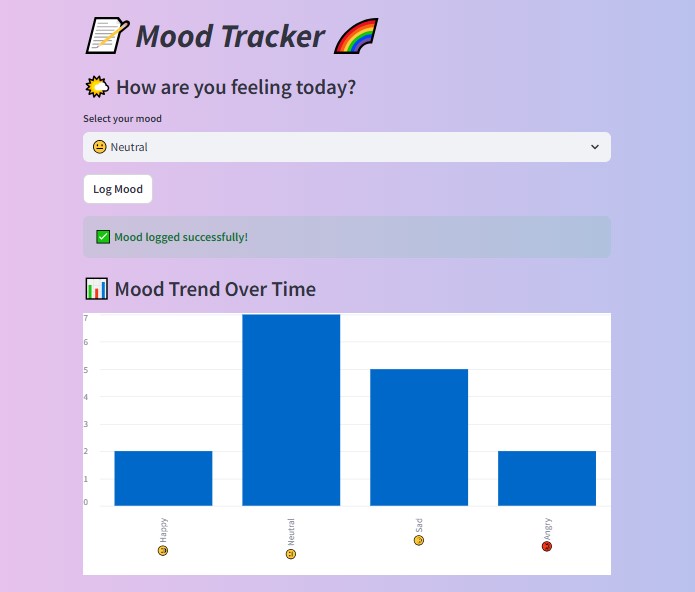 📝 Mood Tracker 🌈
🌤️ How are you feeling today?
Select your mood
😐 Neutral
Log Mood
✅ Mood logged successfully!
📊 Mood Trend Over Time
7
6
5
4
3
2
1
0
Happy
Neutral
Sad
Angry